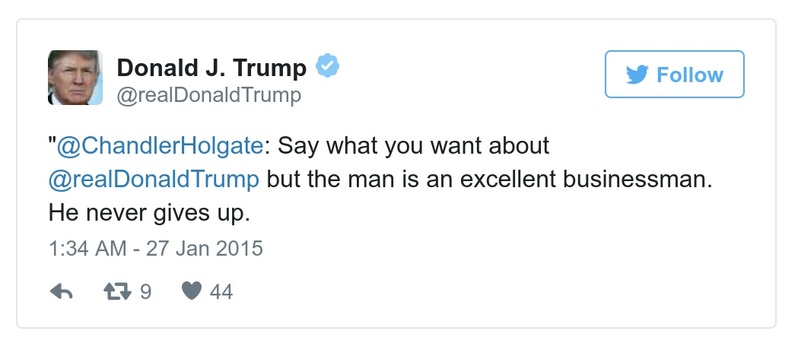 Donald J. Trump
@realDonaldTrump
Follow
"@ChandlerHolgate: Say what you want about
@realDonaldTrump but the man is an excellent businessman.
He never gives up.
1:34 AM - 27 Jan 2015
9 44